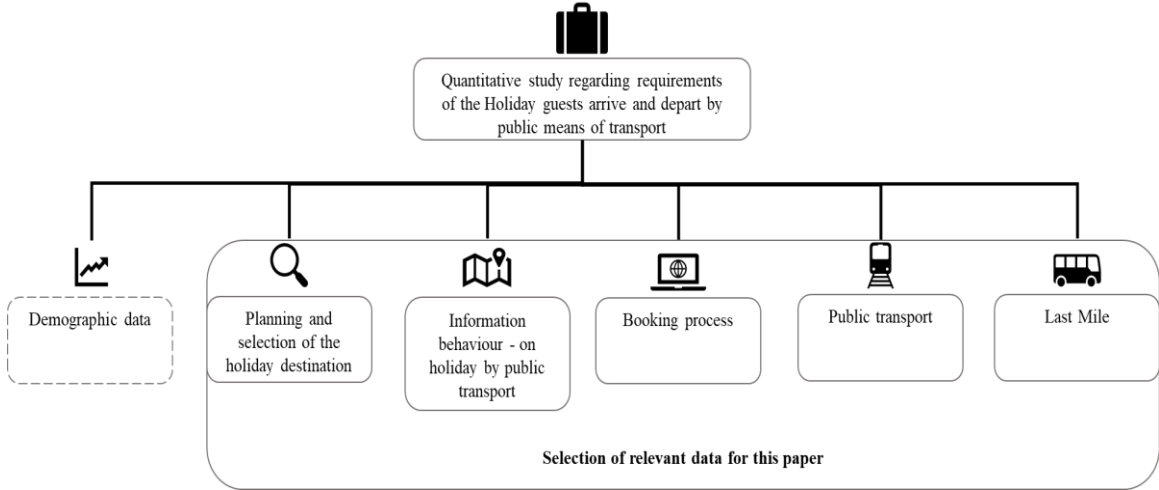 Quantitative study regarding requirements
of the Holiday guests arrive and depart by
public means of transport
Demographic data
Planning and
selection of the
holiday destination
Information
behaviour - on
holiday by public
transport
Booking process
Public transport
Last Mile
Selection of relevant data for this paper